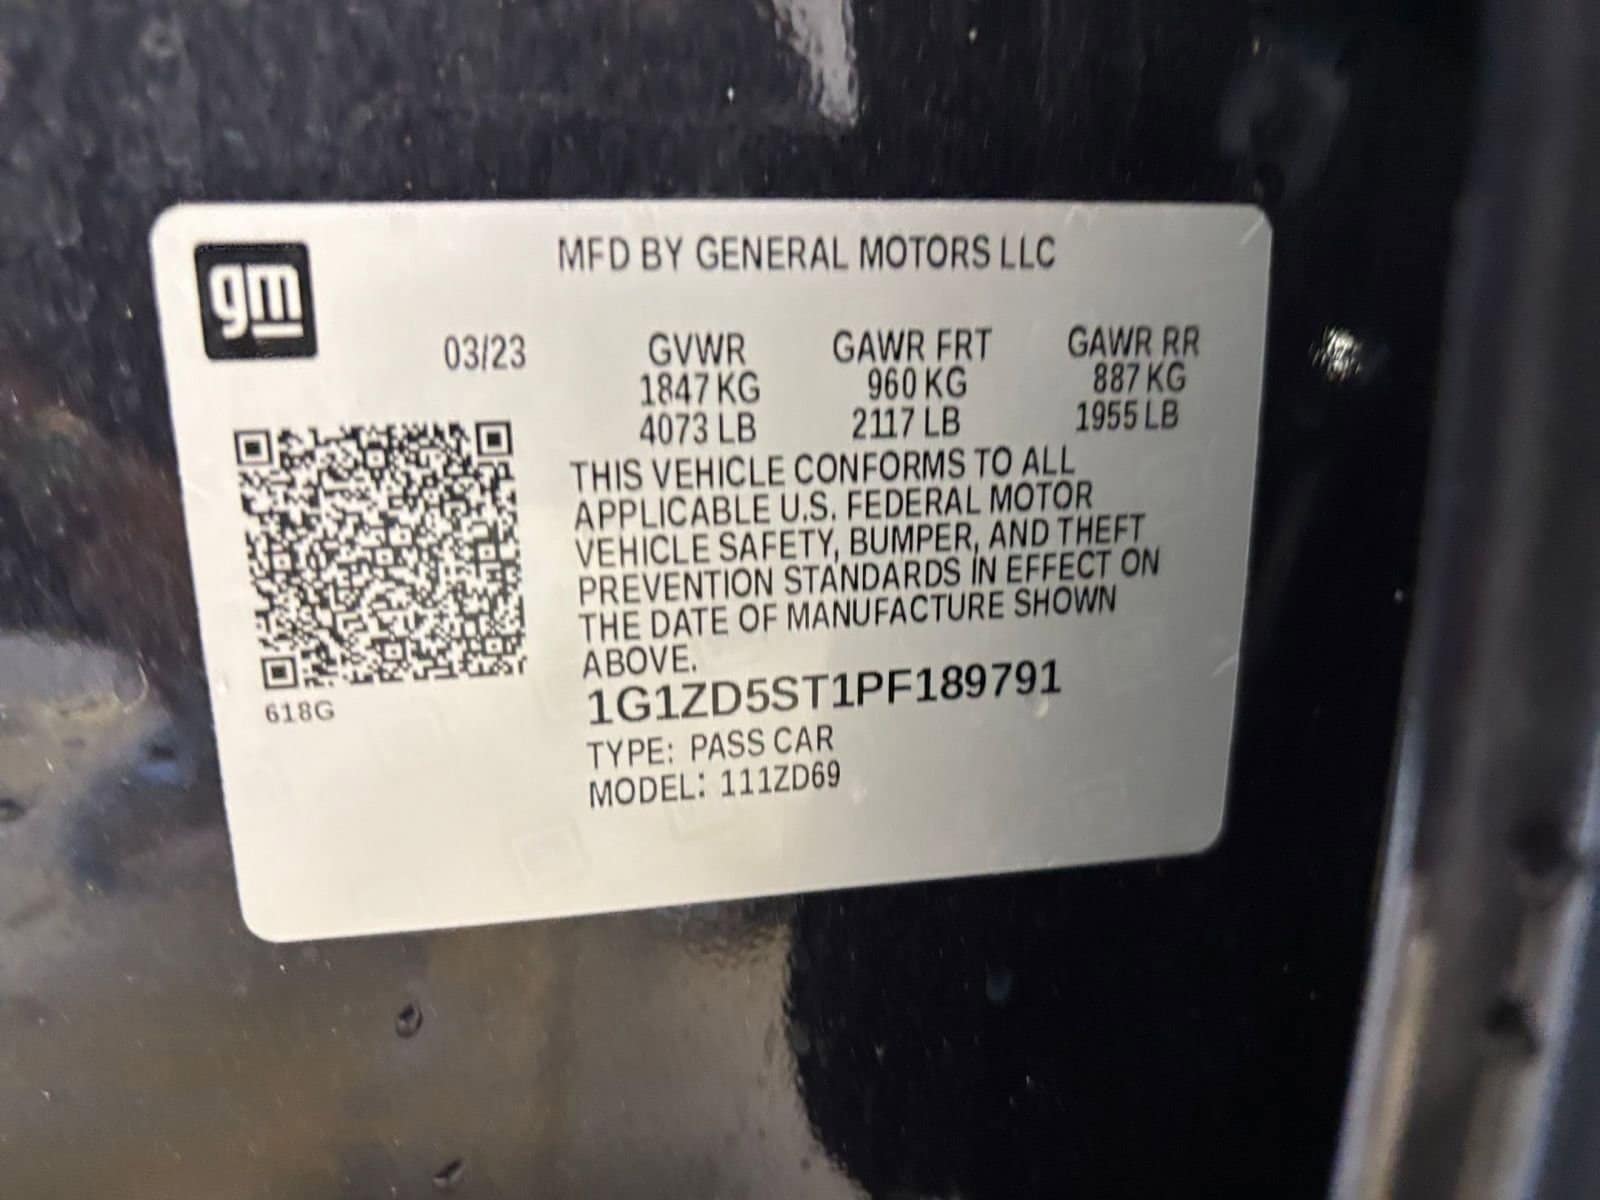 gm
MFD BY GENERAL MOTORS LLC
03/23 GVWR GAWR FRT GAWR RR
1847 KG 960 KG 887 KG
4073 LB 2117 LB 1955 LB
THIS VEHICLE CONFORMS TO ALL
APPLICABLE U.S. FEDERAL MOTOR
VEHICLE SAFETY, BUMPER, AND THEFT
PREVENTION STANDARDS IN EFFECT ON
THE DATE OF MANUFACTURE SHOWN
ABOVE.
1G1ZD5ST1PF189791
618G
TYPE: PASS CAR
MODEL: 111ZD69